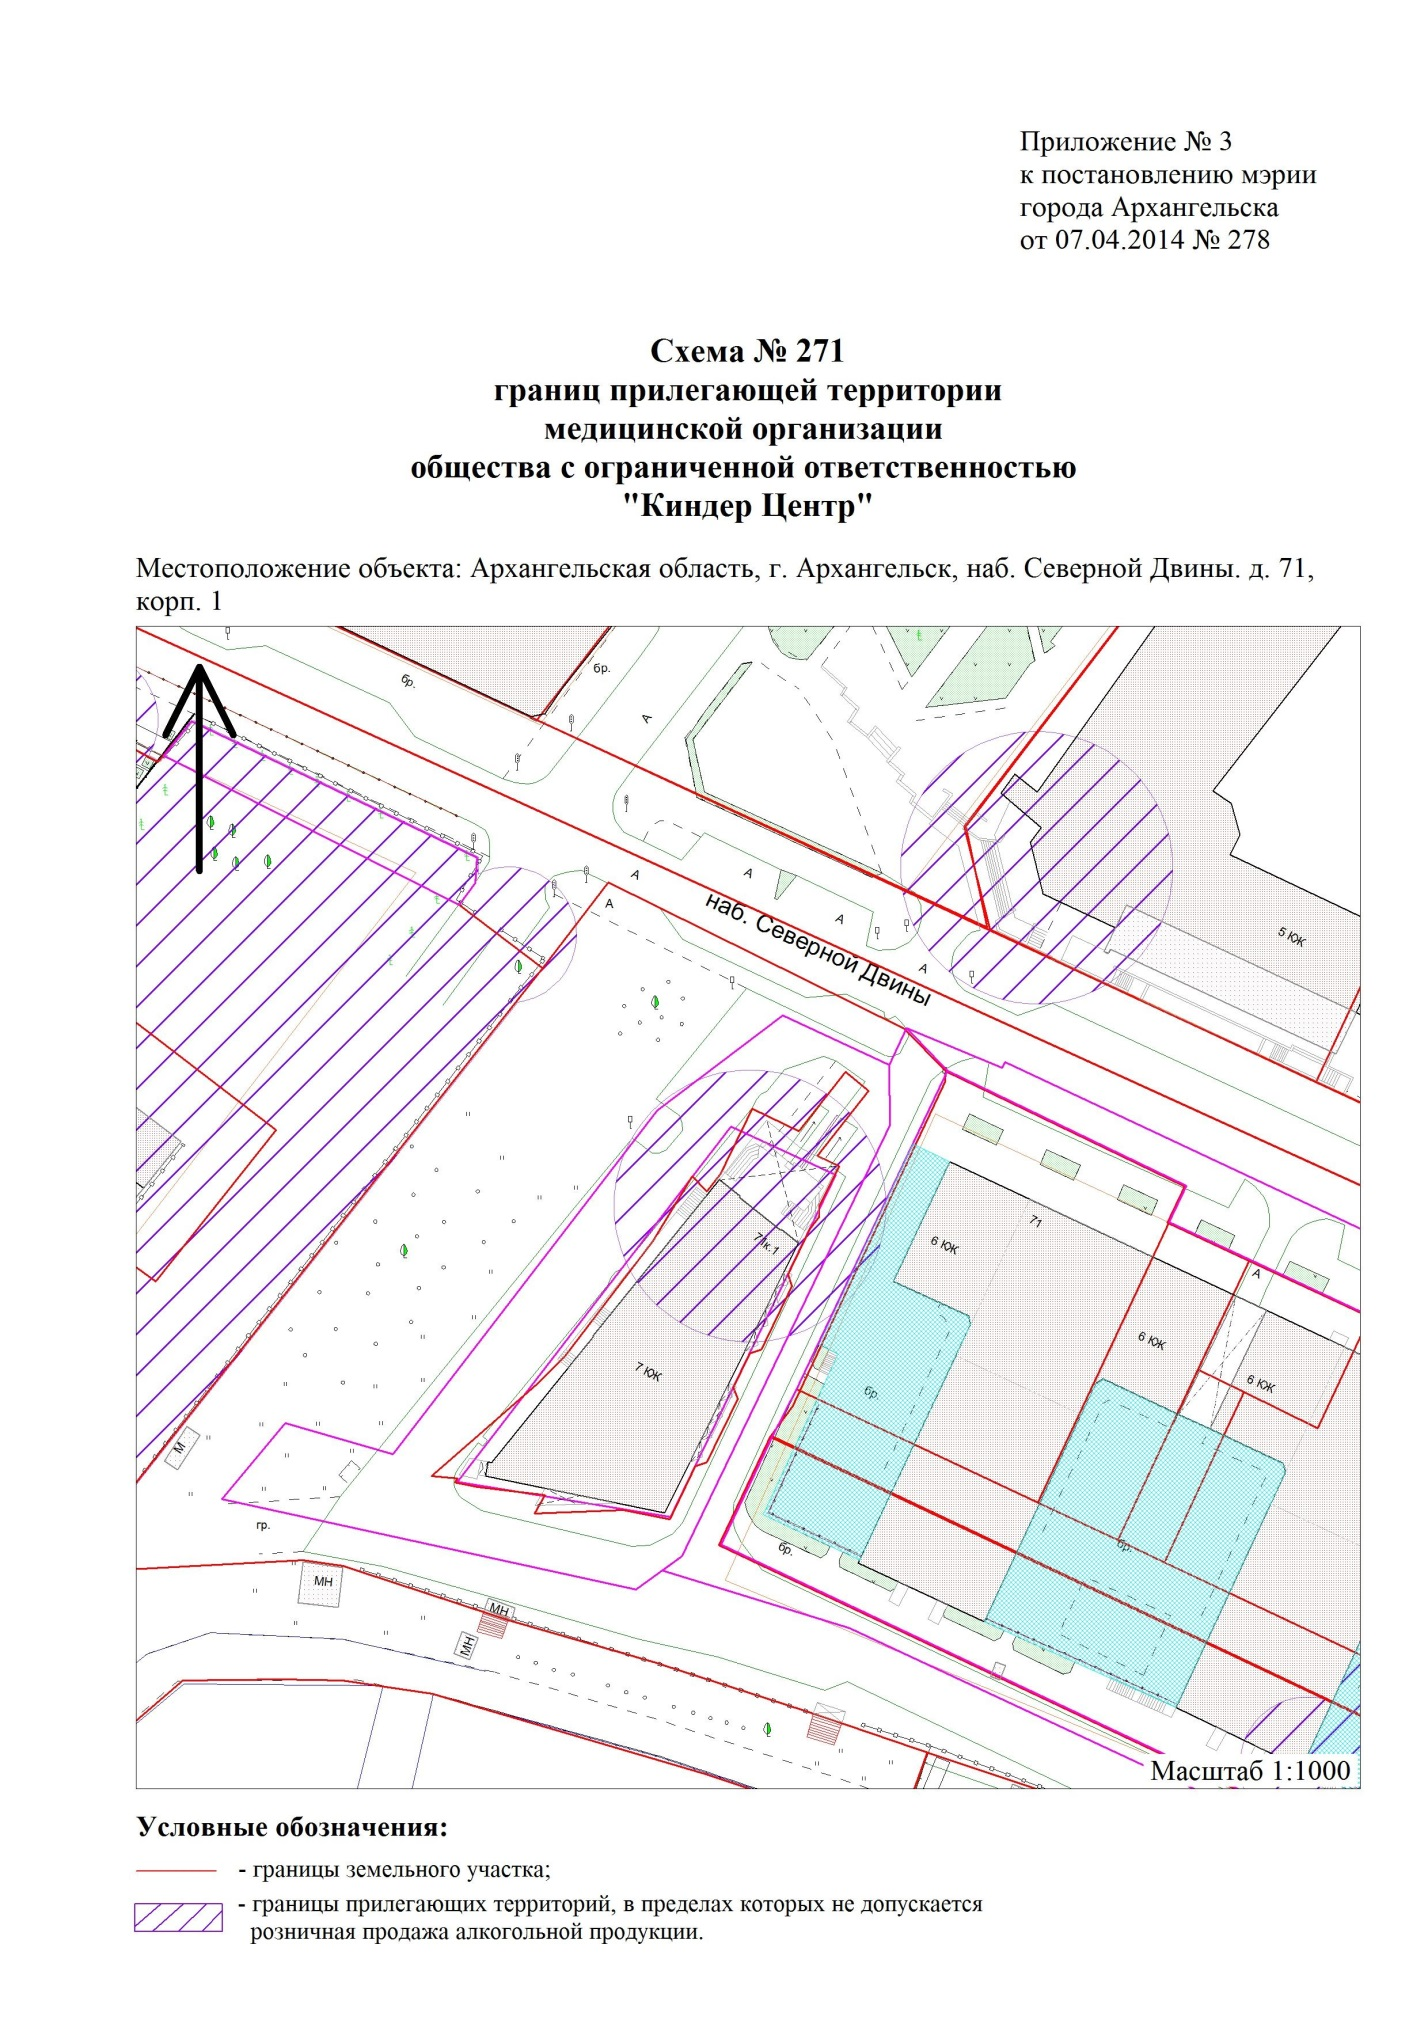 Приложение № 3
к постановлению мэрии
города Архангельска
от 07.04.2014 № 278
Схема № 271
границ прилегающей территории
медицинской организации
общества с ограниченной ответственностью
"Киндер Центр"
Местоположение объекта: Архангельская область, г. Архангельск, наб. Северной Двины. д. 71,
корп. 1
бр.
бр.
А
А
А
А
А
А
наб. Северной Двины
5 КЖ
71
6 КЖ
71к.1
А
6 КЖ
7 КЖ
6 КЖ
бр.
М
гр.
бр.
бр.
МН
МН
МН
Масштаб 1:1000
Условные обозначения:
- границы земельного участка;
- границы прилегающих территорий, в пределах которых не допускается
розничная продажа алкогольной продукции.